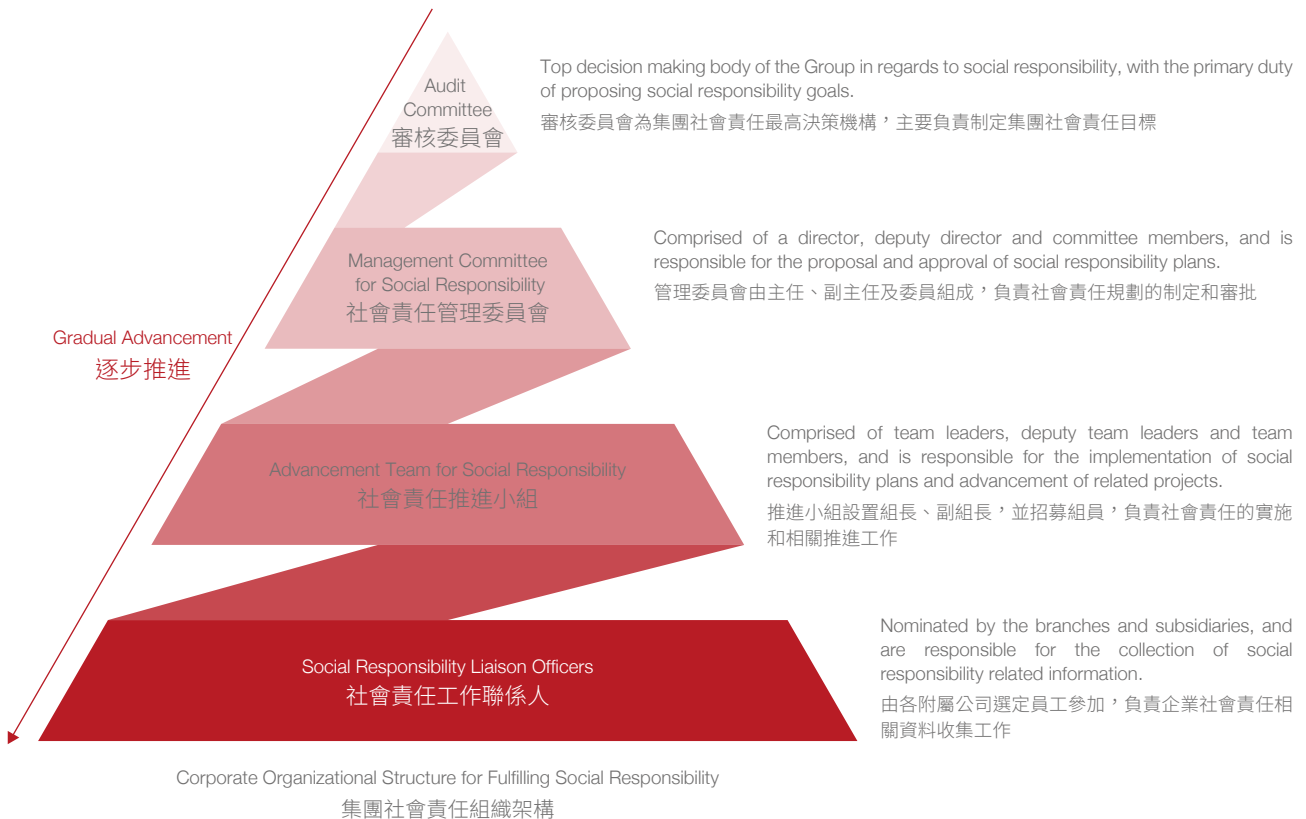 Audit
Committee
審核委員會
Top decision making body of the Group in regards to social responsibility, with the primary duty
of proposing social responsibility goals.
審核委員會為集團社會責任最高決策機構，主要負責制定集團社會責任目標
Management Committee
for Social Responsibility
社會責任管理委員會
Comprised of a director, deputy director and committee members, and is
responsible for the proposal and approval of social responsibility plans.
管理委員會由主任、副主任及委員組成，負責社會責任規劃的制定和審批
Gradual Advancement
逐步推進
Advancement Team for Social Responsibility
社會責任推進小組
Comprised of team leaders, deputy team leaders and team
members, and is responsible for the implementation of social
responsibility plans and advancement of related projects.
推進小組設置組長、副組長，並招募組員，負責社會責任的實施
和相關推進工作
Social Responsibility Liaison Officers
社會責任工作聯係人
Nominated by the branches and subsidiaries, and
are responsible for the collection of social
responsibility related information.
由各附屬公司選定員工參加，負責企業社會責任相
關資料收集工作
Corporate Organizational Structure for Fulfilling Social Responsibility
集團社會責任組織架構